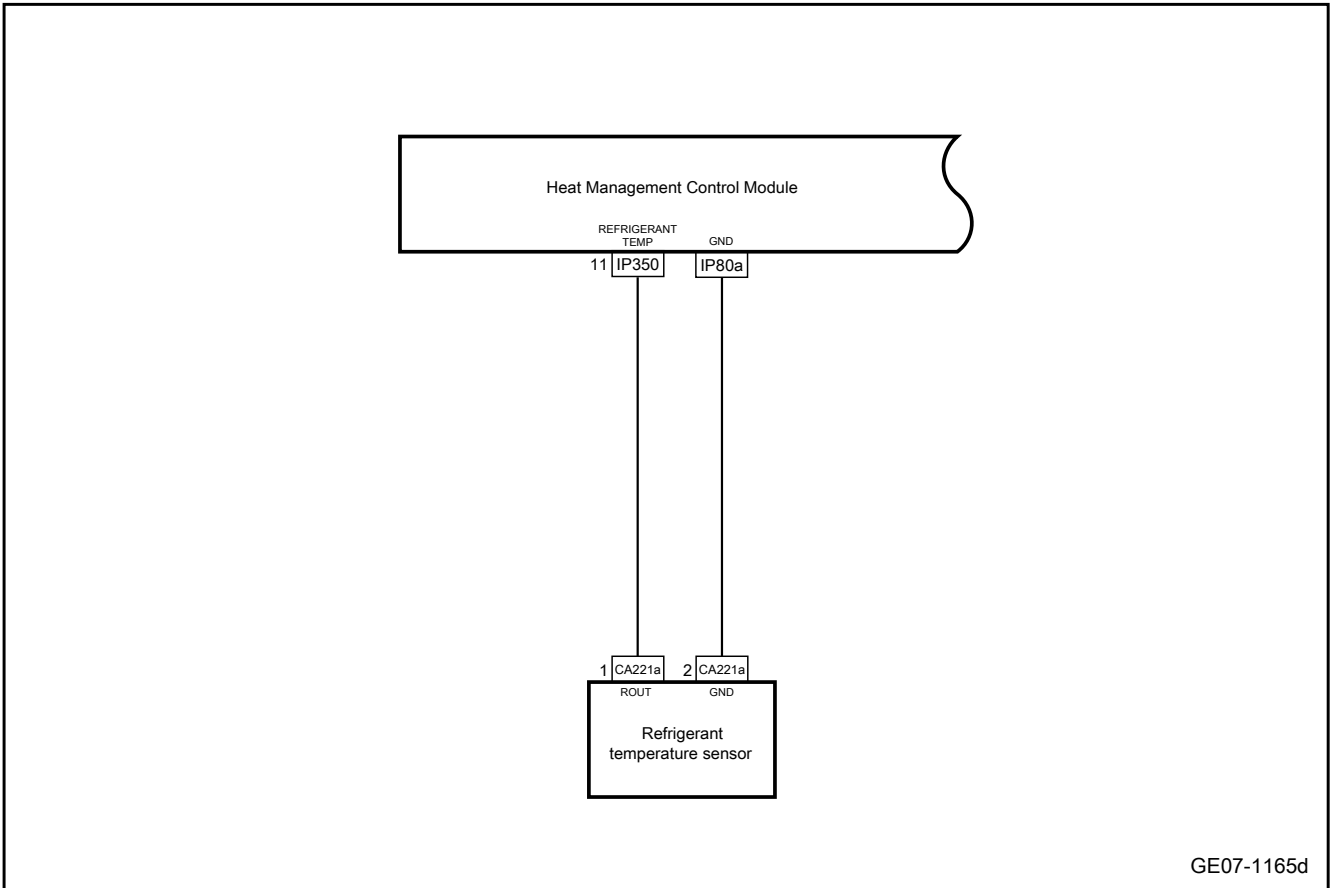 Heat Management Control Module
REFRIGERANT
TEMP
GND
11 IP350
IP80a
1 CA221a
2 CA221a
ROUT
GND
Refrigerant
temperature sensor
GE07-1165d